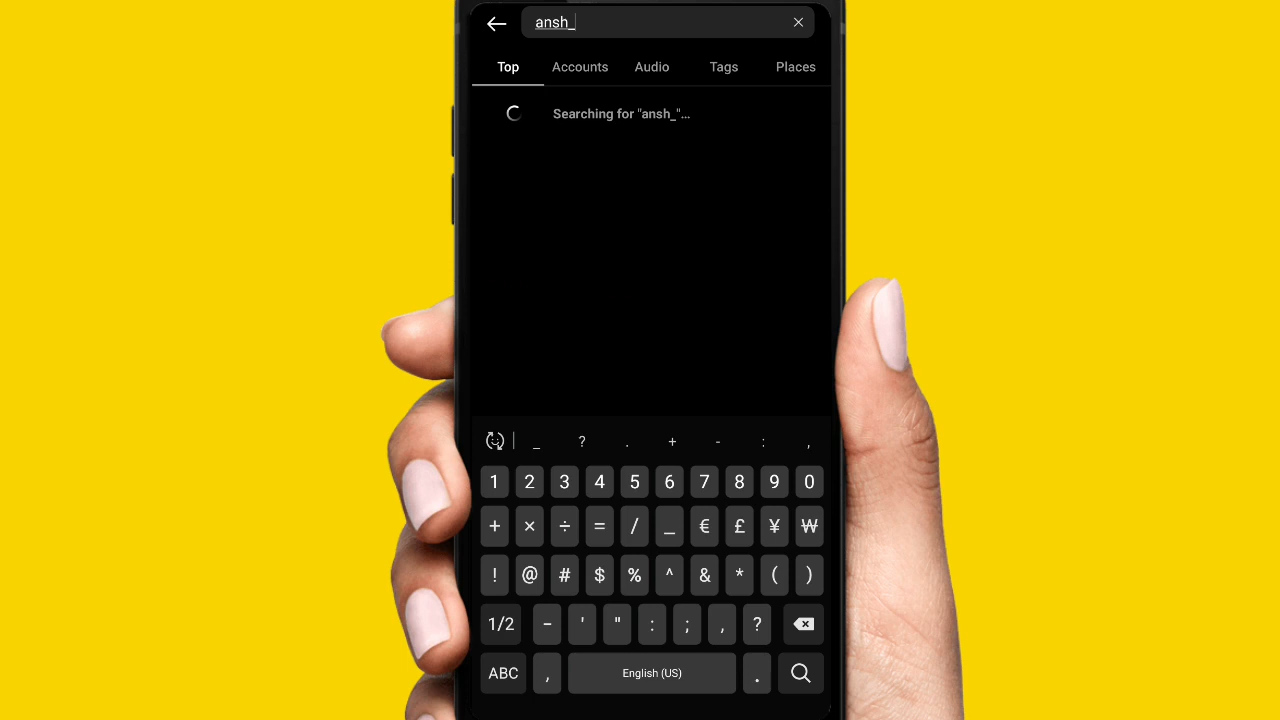 ansh_
Top Accounts Audio Tags Places
Searching for "ansh_"...
_ ? . + - : ,
1 2 3 4 5 6 7 8 9 0
+ × ÷ = / _ € £ ¥ ₩
! @ # $ % ^ & * ( )
1/2 - ' " : ; , ?
ABC , English (US) .